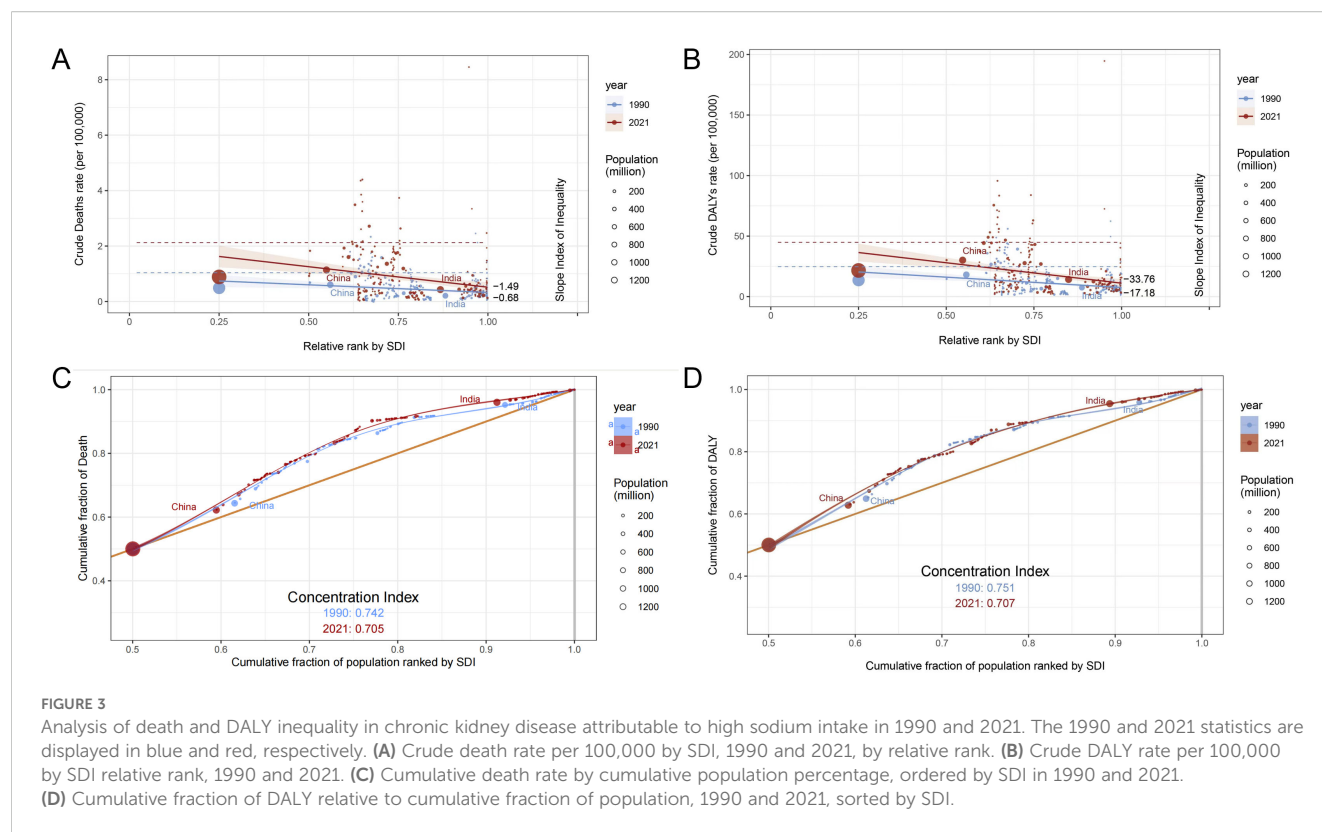 A
Crude Deaths rate (per 100,000)
8
6
4
2
0
China
China
India
India
−1.49
−0.68
Slope Index of Inequality
0
0.25
0.50
0.75
1.00
Relative rank by SDI
year
1990
2021
Population
(million)
200
400
600
800
1000
1200
B
Crude DALYs rate (per 100,000)
200
150
100
50
0
China
China
India
India
−33.76
−17.18
Slope Index of Inequality
0
0.25
0.50
0.75
1.00
Relative rank by SDI
year
1990
2021
Population
(million)
200
400
600
800
1000
1200
C
Cumulative fraction of Death
1.0
0.8
0.6
0.4
India
India
China
China
Concentration Index
1990: 0.742
2021: 0.705
0.5
0.6
0.7
0.8
0.9
1.0
Cumulative fraction of population ranked by SDI
year
a a 1990
a a 2021
Population
(million)
200
400
600
800
1000
1200
D
Cumulative fraction of DALY
1.0
0.8
0.6
0.4
India
India
China
China
Concentration Index
1990: 0.751
2021: 0.707
0.5
0.6
0.7
0.8
0.9
1.0
Cumulative fraction of population ranked by SDI
year
1990
2021
Population
(million)
200
400
600
800
1000
1200
FIGURE 3
Analysis of death and DALY inequality in chronic kidney disease attributable to high sodium intake in 1990 and 2021. The 1990 and 2021 statistics are
displayed in blue and red, respectively. (A) Crude death rate per 100,000 by SDI, 1990 and 2021, by relative rank. (B) Crude DALY rate per 100,000
by SDI relative rank, 1990 and 2021. (C) Cumulative death rate by cumulative population percentage, ordered by SDI in 1990 and 2021.
(D) Cumulative fraction of DALY relative to cumulative fraction of population, 1990 and 2021, sorted by SDI.